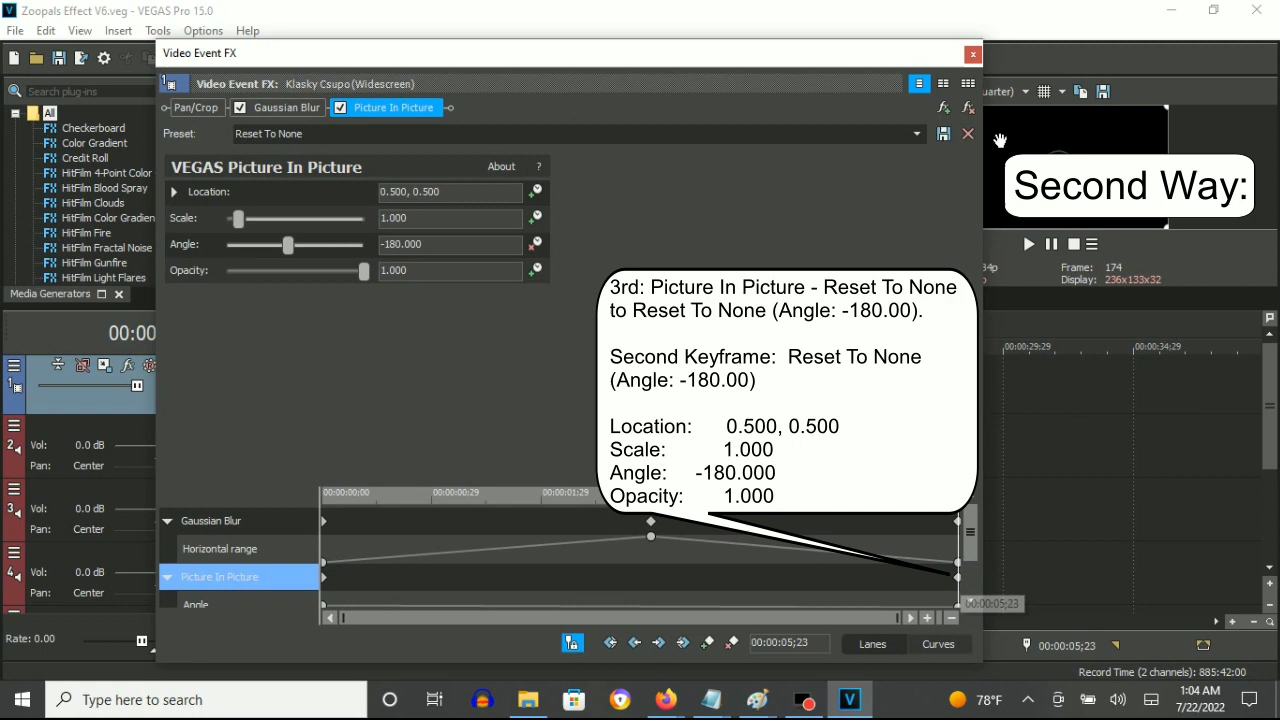 Zoopals Effect V6.veg - VEGAS Pro 15.0
File Edit View Insert Tools Options Help
Video Event FX
Search plug-ins
Video Event FX: Klasky Csupo (Widescreen)
Pan/Crop Gaussian Blur Picture In Picture
Preset: Reset To None
VEGAS Picture In Picture About ?
Location: 0.500, 0.500
Scale: 1.000
Angle: -180.000
Opacity: 1.000
All
Checkerboard
Color Gradient
Credit Roll
HitFilm 4-Point Color
HitFilm Blood Spray
HitFilm Clouds
HitFilm Color Gradien
HitFilm Fire
HitFilm Fractal Noise
HitFilm Gunfire
HitFilm Light Flares
Media Generators
uarter)
Second Way:
34p
Frame: 174
Display: 236x133x32
3rd: Picture In Picture - Reset To None
to Reset To None (Angle: -180.00).
Second Keyframe: Reset To None
(Angle: -180.00)
Location: 0.500, 0.500
Scale: 1.000
Angle: -180.000
Opacity: 1.000
00:00
00:00:29:29 00:00:34:29
1
2 Vol: 0.0 dB
Pan: Center
3 Vol: 0.0 dB
Pan: Center
4 Vol: 0.0 dB
Pan: Center
Rate: 0.00
00:00:00;00 00:00:00;29 00:00:01;29
Gaussian Blur
Horizontal range
Picture In Picture
Angle
00:00:05;23
00:00:05;23
Lanes Curves
00:00:05;23
Record Time (2 channels): 885:42:00
Type here to search
78°F
1:04 AM
7/22/2022